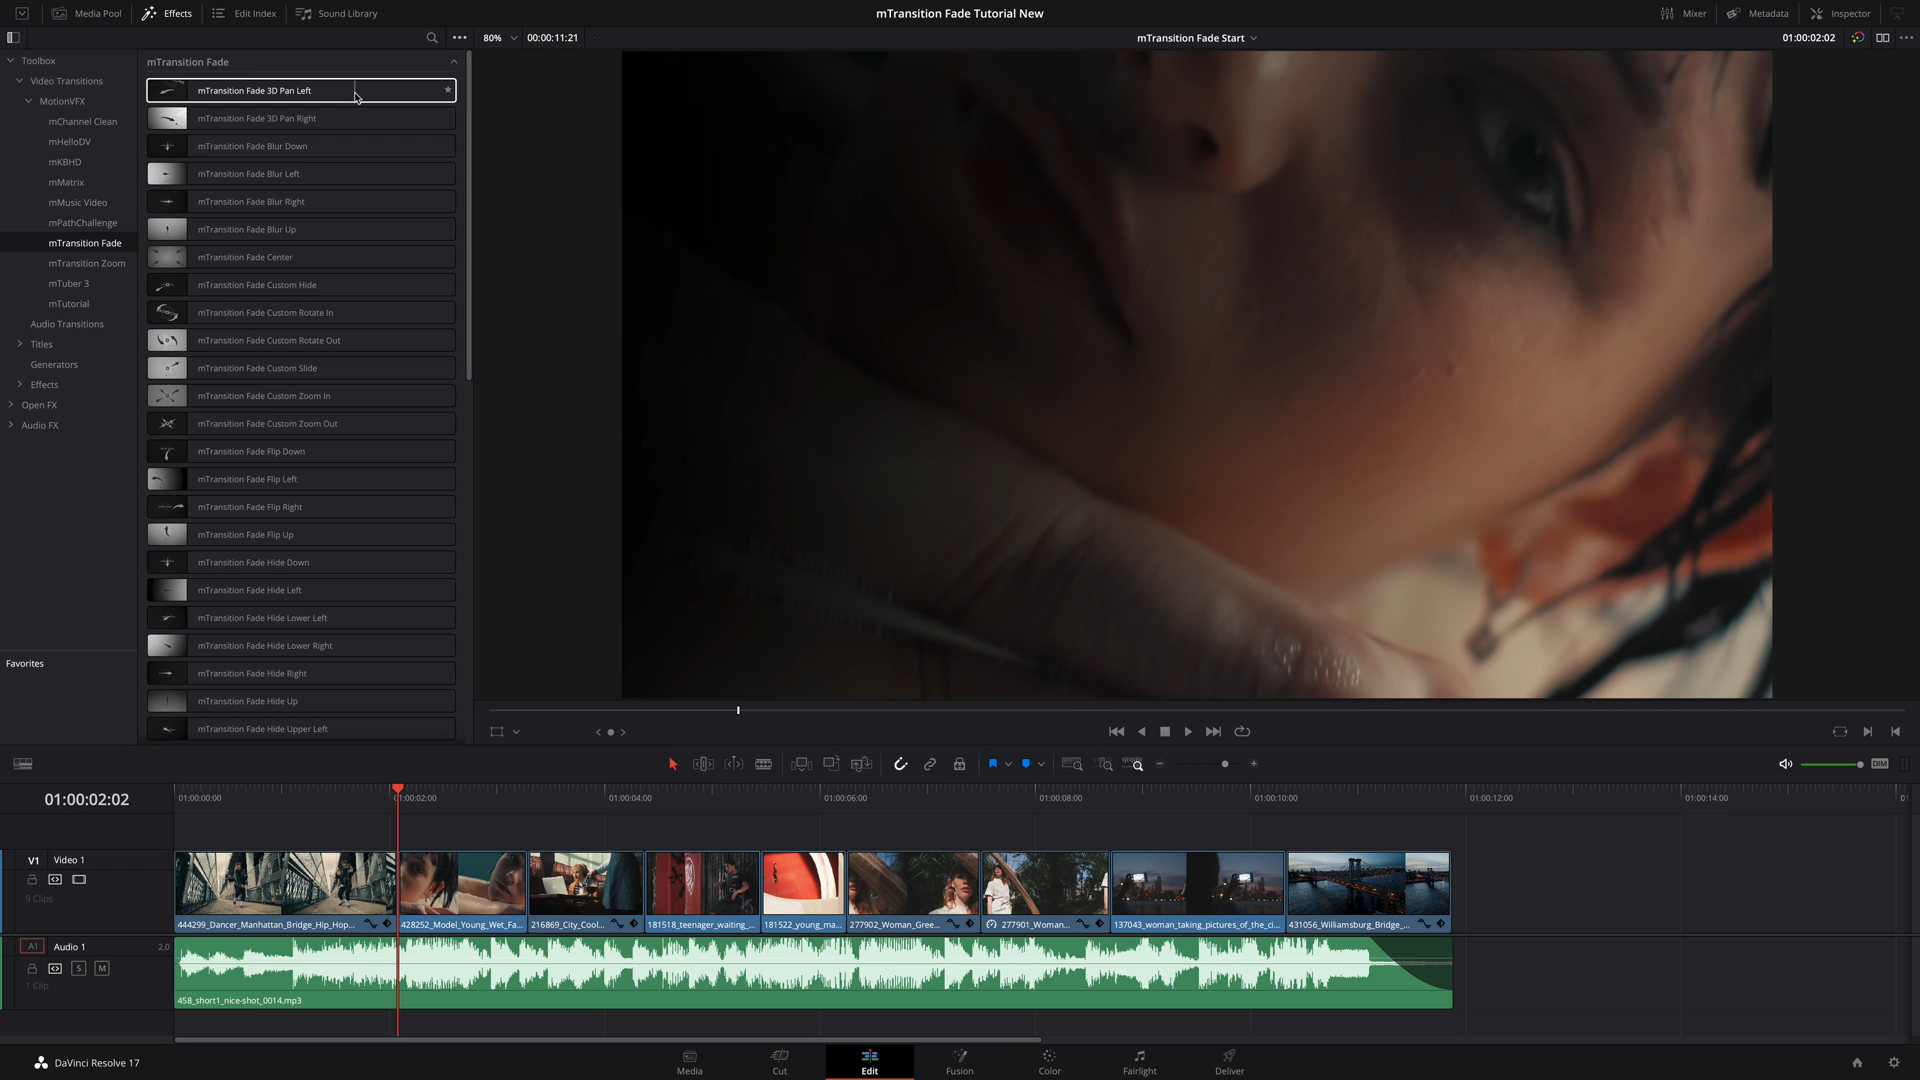 Media Pool
Effects
Edit Index
Sound Library
mTransition Fade Tutorial New
Mixer
Metadata
Inspector
80%
00:00:11:21
mTransition Fade Start
01:00:02:02
Toolbox
Video Transitions
MotionVFX
mChannel Clean
mHelloDV
mKBHD
mMatrix
mMusic Video
mPathChallenge
mTransition Fade
mTransition Zoom
mTuber 3
mTutorial
Audio Transitions
Titles
Generators
Effects
Open FX
Audio FX
Favorites
mTransition Fade
mTransition Fade 3D Pan Left
mTransition Fade 3D Pan Right
mTransition Fade Blur Down
mTransition Fade Blur Left
mTransition Fade Blur Right
mTransition Fade Blur Up
mTransition Fade Center
mTransition Fade Custom Hide
mTransition Fade Custom Rotate In
mTransition Fade Custom Rotate Out
mTransition Fade Custom Slide
mTransition Fade Custom Zoom In
mTransition Fade Custom Zoom Out
mTransition Fade Flip Down
mTransition Fade Flip Left
mTransition Fade Flip Right
mTransition Fade Flip Up
mTransition Fade Hide Down
mTransition Fade Hide Left
mTransition Fade Hide Lower Left
mTransition Fade Hide Lower Right
mTransition Fade Hide Right
mTransition Fade Hide Up
mTransition Fade Hide Upper Left
DIM
01:00:02:02
01:00:00:00
01:00:02:00
01:00:04:00
01:00:06:00
01:00:08:00
01:00:10:00
01:00:12:00
01:00:14:00
V1 Video 1
9 Clips
444299_Dancer_Manhattan_Bridge_Hip_Hop...
428252_Model_Young_Wet_Fa...
216869_City_Cool...
181518_teenager_waiting_...
181522_young_ma...
277902_Woman_Gree...
277901_Woman...
137043_woman_taking_pictures_of_the_ci...
431056_Williamsburg_Bridge_...
A1 Audio 1 2.0
S M
1 Clip
458_short1_nice-shot_0014.mp3
DaVinci Resolve 17
Media
Cut
Edit
Fusion
Color
Fairlight
Deliver